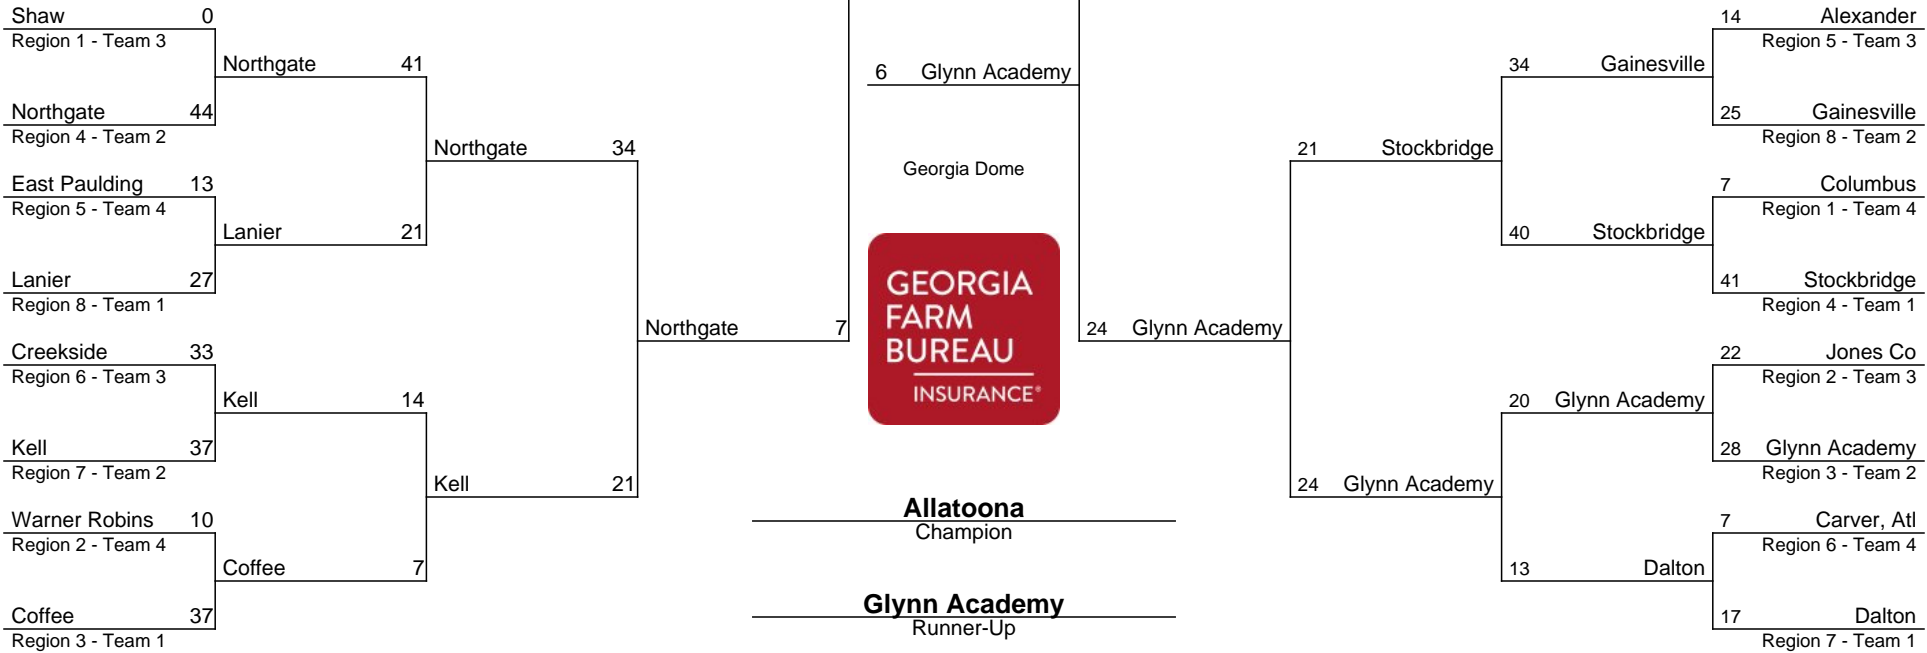 Shaw 0
Region 1 - Team 3
Northgate 41
Northgate 44
Region 4 - Team 2
Northgate 34
East Paulding 13
Region 5 - Team 4
Lanier 21
Lanier 27
Region 8 - Team 1
Northgate 7
Creekside 33
Region 6 - Team 3
Kell 14
Kell 37
Region 7 - Team 2
Kell 21
Warner Robins 10
Region 2 - Team 4
Coffee 7
Coffee 37
Region 3 - Team 1
6 Glynn Academy
Georgia Dome
GEORGIA
FARM
BUREAU
INSURANCE®
Allatoona
Champion
Glynn Academy
Runner-Up
14 Alexander
Region 5 - Team 3
34 Gainesville
25 Gainesville
Region 8 - Team 2
21 Stockbridge
7 Columbus
Region 1 - Team 4
40 Stockbridge
41 Stockbridge
Region 4 - Team 1
24 Glynn Academy
22 Jones Co
Region 2 - Team 3
20 Glynn Academy
28 Glynn Academy
Region 3 - Team 2
24 Glynn Academy
7 Carver, Atl
Region 6 - Team 4
13 Dalton
17 Dalton
Region 7 - Team 1